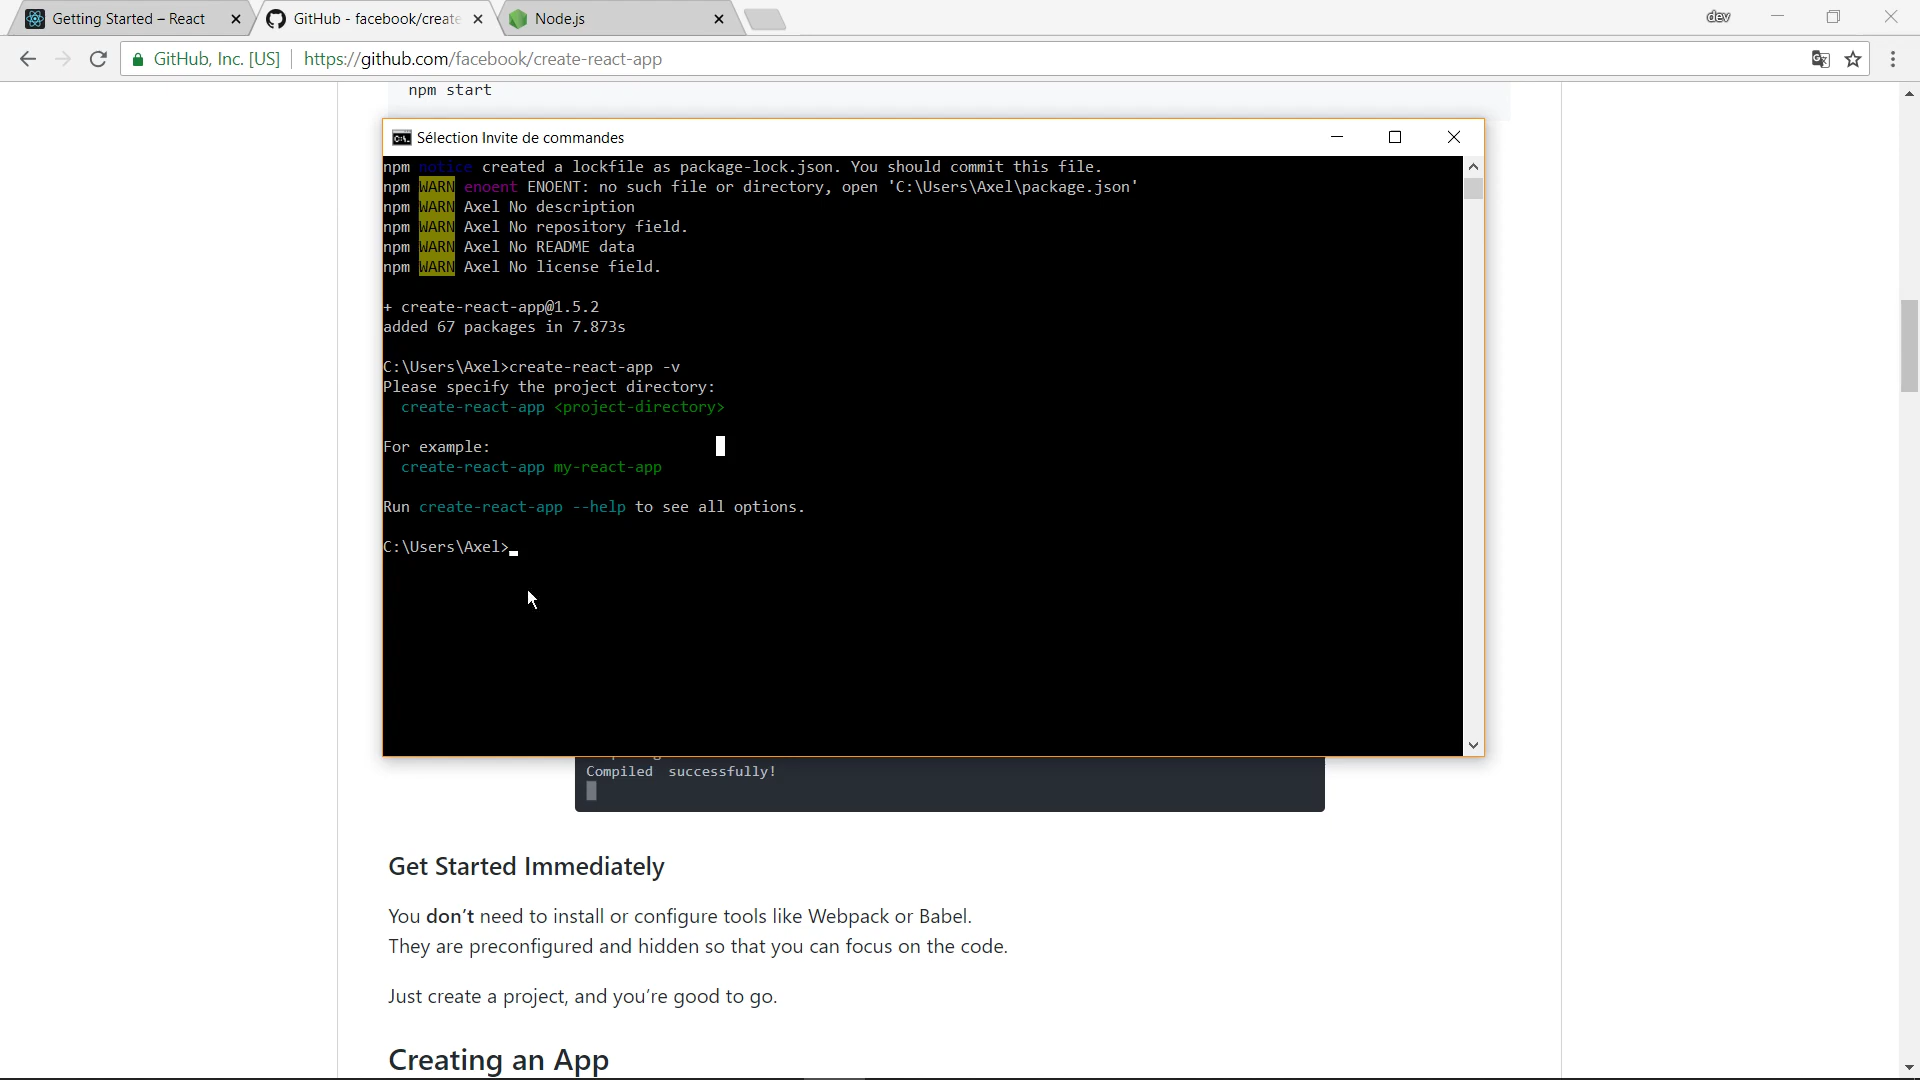 Getting Started – React
GitHub - facebook/create
Node.js
dev
GitHub, Inc. [US]
https://github.com/facebook/create-react-app
npm start
Sélection Invite de commandes
npm notice created a lockfile as package-lock.json. You should commit this file.
npm WARN enoent ENOENT: no such file or directory, open 'C:\Users\Axel\package.json'
npm WARN Axel No description
npm WARN Axel No repository field.
npm WARN Axel No README data
npm WARN Axel No license field.
+ create-react-app@1.5.2
added 67 packages in 7.873s
C:\Users\Axel>create-react-app -v
Please specify the project directory:
create-react-app <project-directory>
For example:
create-react-app my-react-app
Run create-react-app --help to see all options.
C:\Users\Axel>
Compiled successfully!
Get Started Immediately
You don't need to install or configure tools like Webpack or Babel.
They are preconfigured and hidden so that you can focus on the code.
Just create a project, and you're good to go.
Creating an App